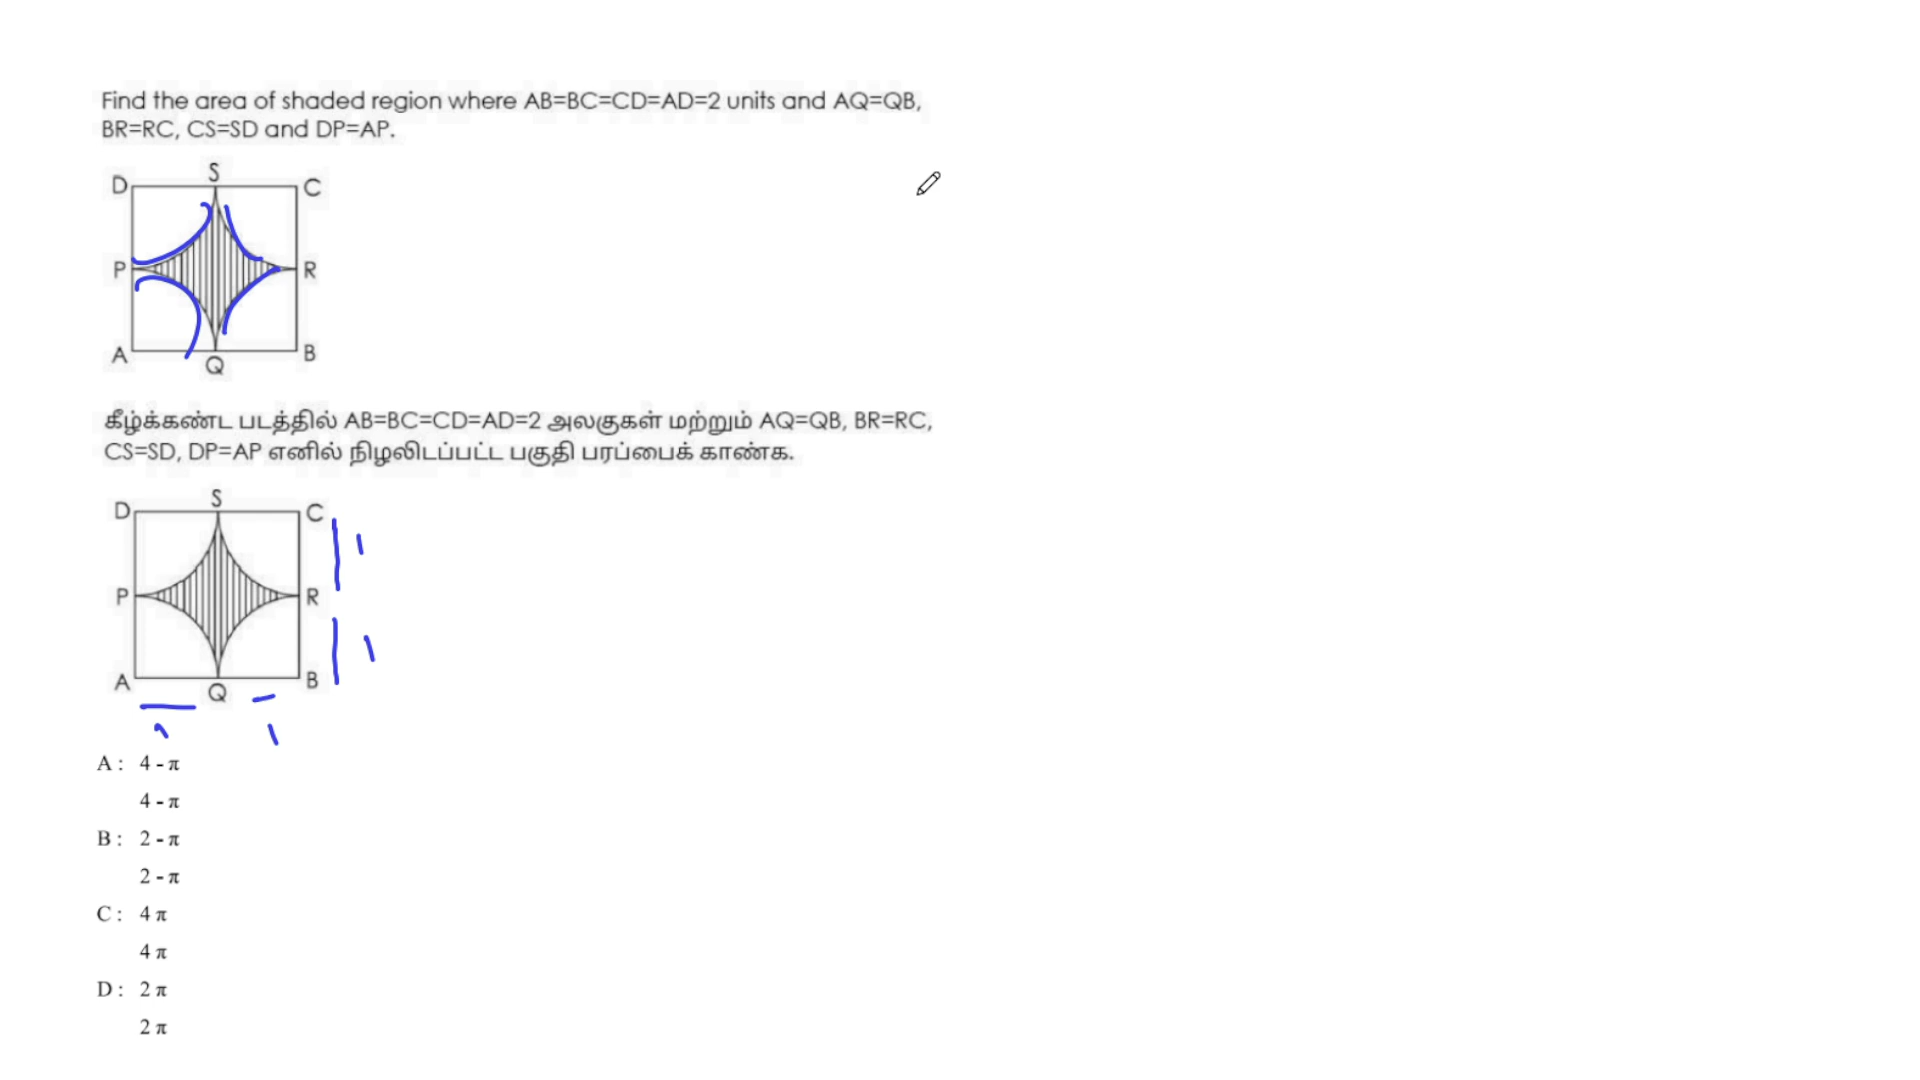 Find the area of shaded region where AB=BC=CD=AD=2 units and AQ=QB,
BR=RC, CS=SD and DP=AP.
S
D
C
P
R
A
B
Q
கீழ்க்கண்ட படத்தில் AB=BC=CD=AD=2 அலகுகள் மற்றும் AQ=QB, BR=RC,
CS=SD, DP=AP எனில் நிழலிடப்பட்ட பகுதி பரப்பைக் காண்க.
S
D
C
P
R
A
B
Q
A : 4 - π
4 - π
B : 2 - π
2 - π
C : 4 π
4 π
D : 2 π
2 π